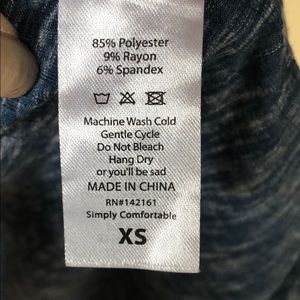 85% Polyester
9% Rayon
6% Spandex
Machine Wash Cold
Gentle Cycle
Do Not Bleach
Hang Dry
or you'll be sad
MADE IN CHINA
RN#142161
Simply Comfortable
XS